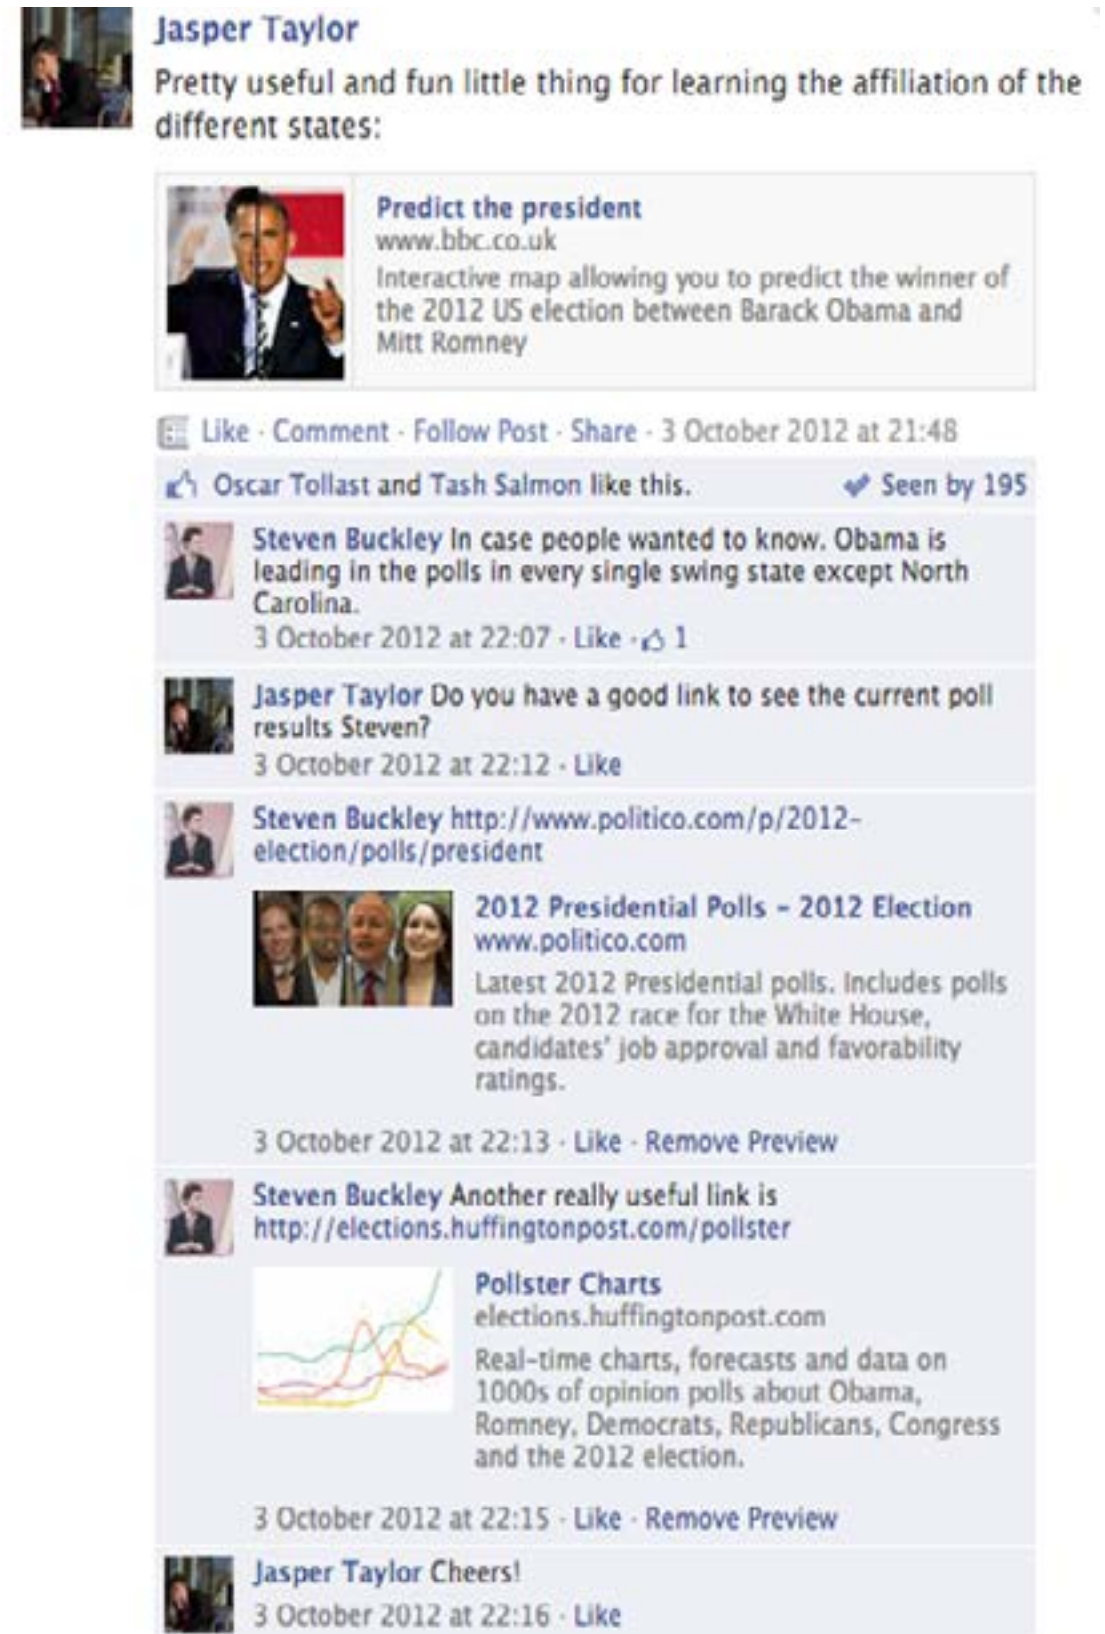 Jasper Taylor
Pretty useful and fun little thing for learning the affiliation of the
different states:
Predict the president
www.bbc.co.uk
Interactive map allowing you to predict the winner of
the 2012 US election between Barack Obama and
Mitt Romney
Like · Comment · Follow Post · Share · 3 October 2012 at 21:48
Oscar Tollast and Tash Salmon like this. Seen by 195
Steven Buckley In case people wanted to know. Obama is
leading in the polls in every single swing state except North
Carolina.
3 October 2012 at 22:07 · Like · 1
Jasper Taylor Do you have a good link to see the current poll
results Steven?
3 October 2012 at 22:12 · Like
Steven Buckley http://www.politico.com/p/2012-
election/polls/president
2012 Presidential Polls - 2012 Election
www.politico.com
Latest 2012 Presidential polls. Includes polls
on the 2012 race for the White House,
candidates' job approval and favorability
ratings.
3 October 2012 at 22:13 · Like · Remove Preview
Steven Buckley Another really useful link is
http://elections.huffingtonpost.com/pollster
Pollster Charts
elections.huffingtonpost.com
Real-time charts, forecasts and data on
1000s of opinion polls about Obama,
Romney, Democrats, Republicans, Congress
and the 2012 election.
3 October 2012 at 22:15 · Like · Remove Preview
Jasper Taylor Cheers!
3 October 2012 at 22:16 · Like